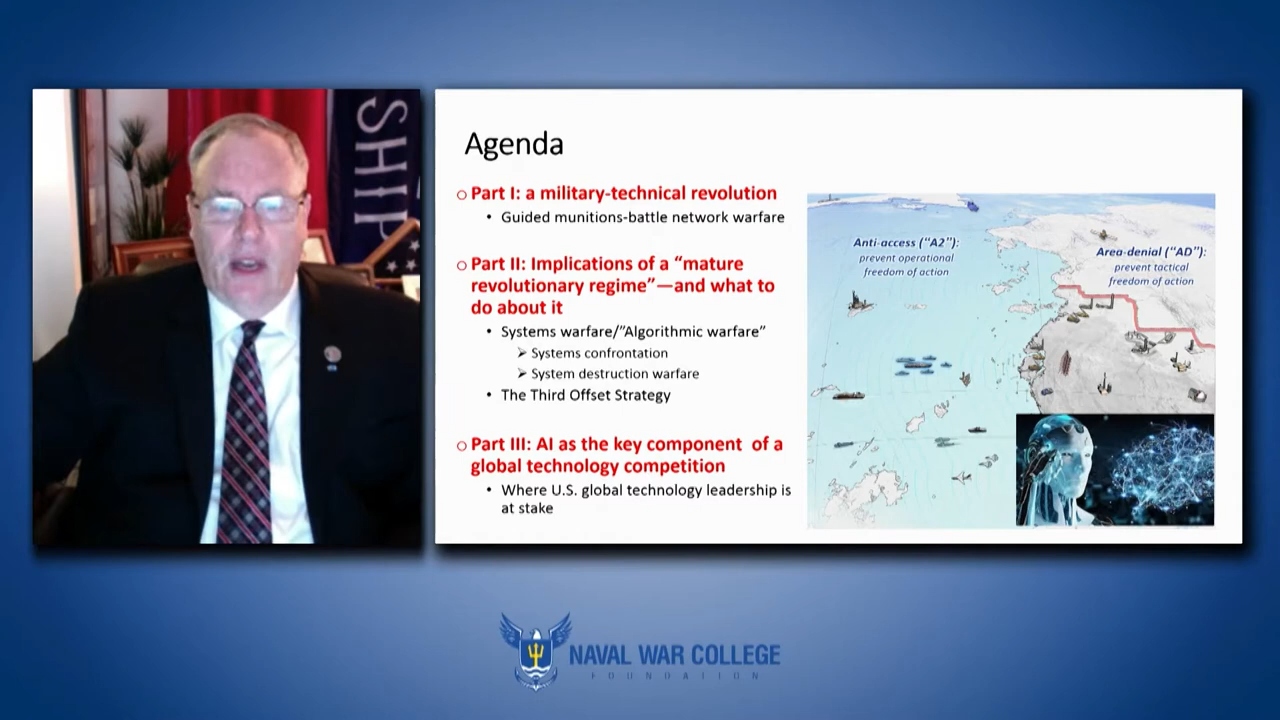 SHIP
Agenda
Part I: a military-technical revolution
Guided munitions-battle network warfare
Part II: Implications of a “mature
revolutionary regime”—and what to
do about it
Systems warfare/”Algorithmic warfare”
Systems confrontation
System destruction warfare
The Third Offset Strategy
Part III: AI as the key component of a
global technology competition
Where U.S. global technology leadership is
at stake
Anti-access (“A2”):
prevent operational
freedom of action
Area-denial (“AD”):
prevent tactical
freedom of action
NAVAL WAR COLLEGE
FOUNDATION